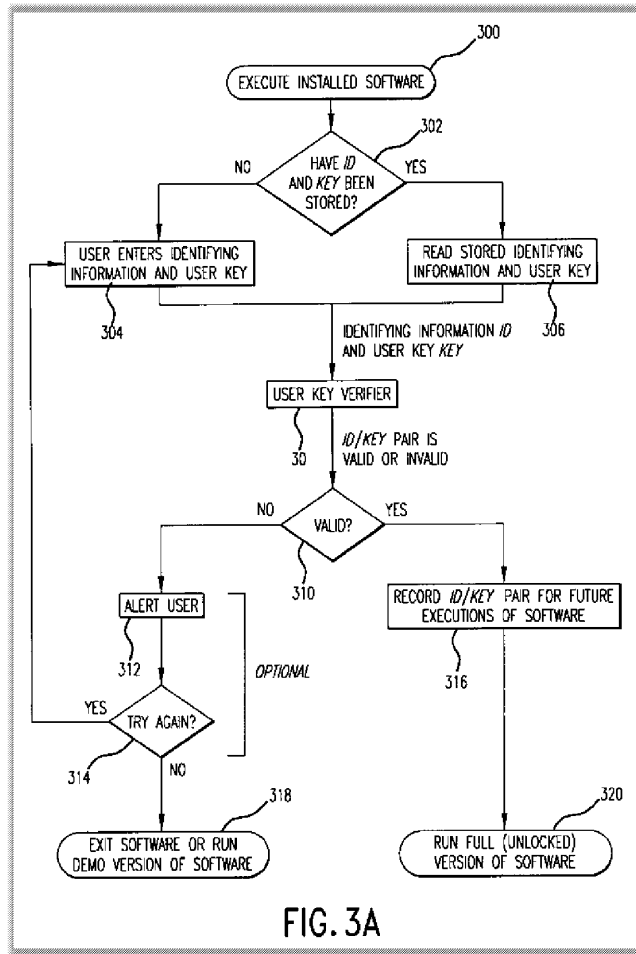 300
EXECUTE INSTALLED SOFTWARE
302
HAVE ID
AND KEY BEEN
STORED?
NO
YES
USER ENTERS IDENTIFYING
INFORMATION AND USER KEY
304
READ STORED IDENTIFYING
INFORMATION AND USER KEY
306
IDENTIFYING INFORMATION ID
AND USER KEY KEY
USER KEY VERIFIER
30
ID/KEY PAIR IS
VALID OR INVALID
NO
YES
VALID?
310
ALERT USER
312
RECORD ID/KEY PAIR FOR FUTURE
EXECUTIONS OF SOFTWARE
316
OPTIONAL
YES
TRY AGAIN?
314
NO
318
EXIT SOFTWARE OR RUN
DEMO VERSION OF SOFTWARE
320
RUN FULL (UNLOCKED)
VERSION OF SOFTWARE
FIG. 3A